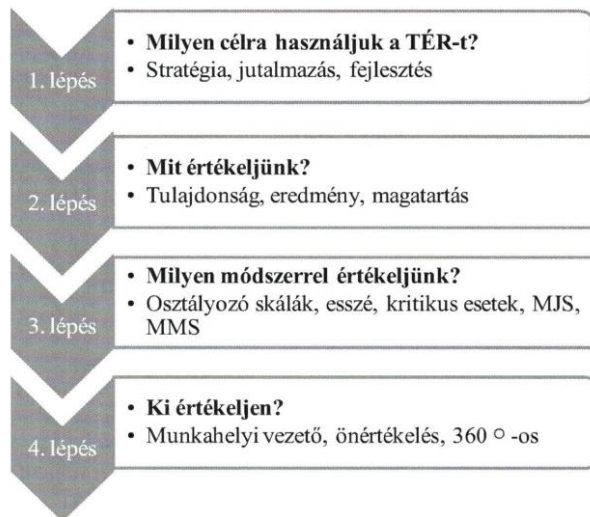 1. lépés
• Milyen célra használjuk a TÉR-t?
• Stratégia, jutalmazás, fejlesztés
2. lépés
• Mit értékeljünk?
• Tulajdonság, eredmény, magatartás
3. lépés
• Milyen módszerrel értékeljünk?
• Osztályozó skálák, esszé, kritikus esetek, MJS,
MMS
4. lépés
• Ki értékeljen?
• Munkahelyi vezető, önértékelés, 360 ○ -os